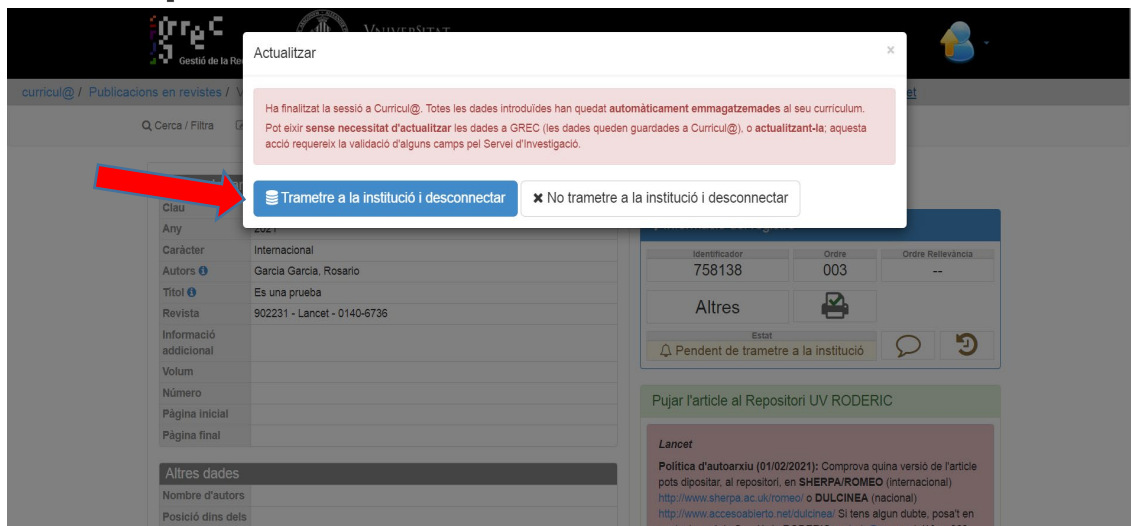 grec
Gestió de la Re
VNIVERSITAT
Actualitzar
×
curricul@ / Publicacions en revistes /
Cerca / Filtra
Ha finalitzat la sessió a Curricul@. Totes les dades introduïdes han quedat automàticament emmagatzemades al seu currículum.
Pot eixir sense necessitat d'actualitzar les dades a GREC (les dades queden guardades a Curricul@), o actualitzant-la; aquesta
acció requereix la validació d'alguns camps pel Servei d'Investigació.
Trametre a la institució i desconnectar
No trametre a la institució i desconnectar
Clau
Any 2021
Caràcter Internacional
Autors Garcia Garcia, Rosario
Títol Es una prueba
Revista 902231 - Lancet - 0140-6736
Informació
addicional
Volum
Número
Pàgina inicial
Pàgina final
Altres dades
Nombre d'autors
Posició dins dels
Identificador Ordre Ordre Rellevància
758138 003 --
Altres
Estat
Pendent de trametre a la institució
Pujar l'article al Repositori UV RODERIC
Lancet
Política d'autoarxiu (01/02/2021): Comprova quina versió de l'article
pots dipositar, al repositori, en SHERPA/ROMEO (internacional)
http://www.sherpa.ac.uk/romeo/ o DULCINEA (nacional)
http://www.accesoabierto.net/dulcinea/ Si tens algun dubte, posa't en